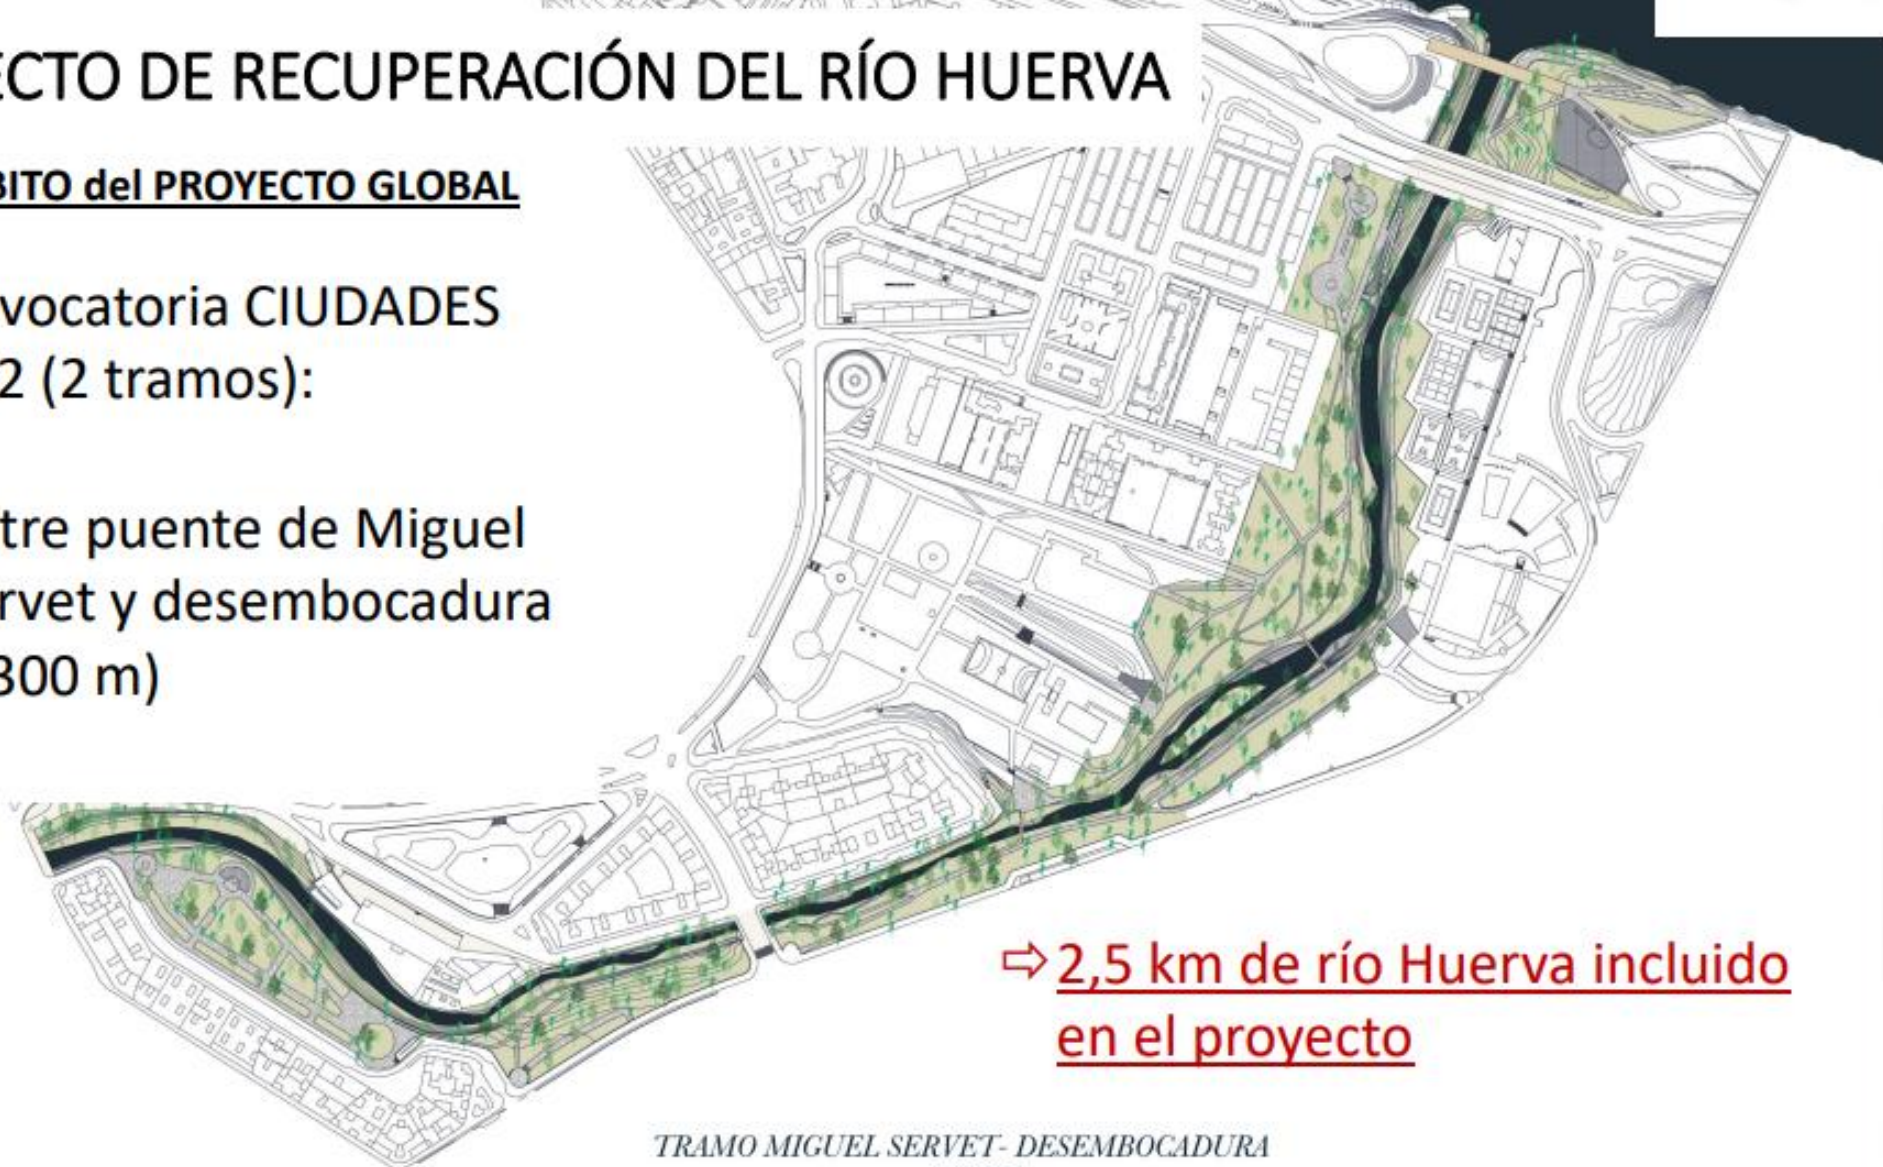 ECTO DE RECUPERACIÓN DEL RÍO HUERVA
BITO del PROYECTO GLOBAL
vocatoria CIUDADES
2 (2 tramos):
tre puente de Miguel
rvet y desembocadura
300 m)
⇨ 2,5 km de río Huerva incluido
en el proyecto
TRAMO MIGUEL SERVET- DESEMBOCADURA